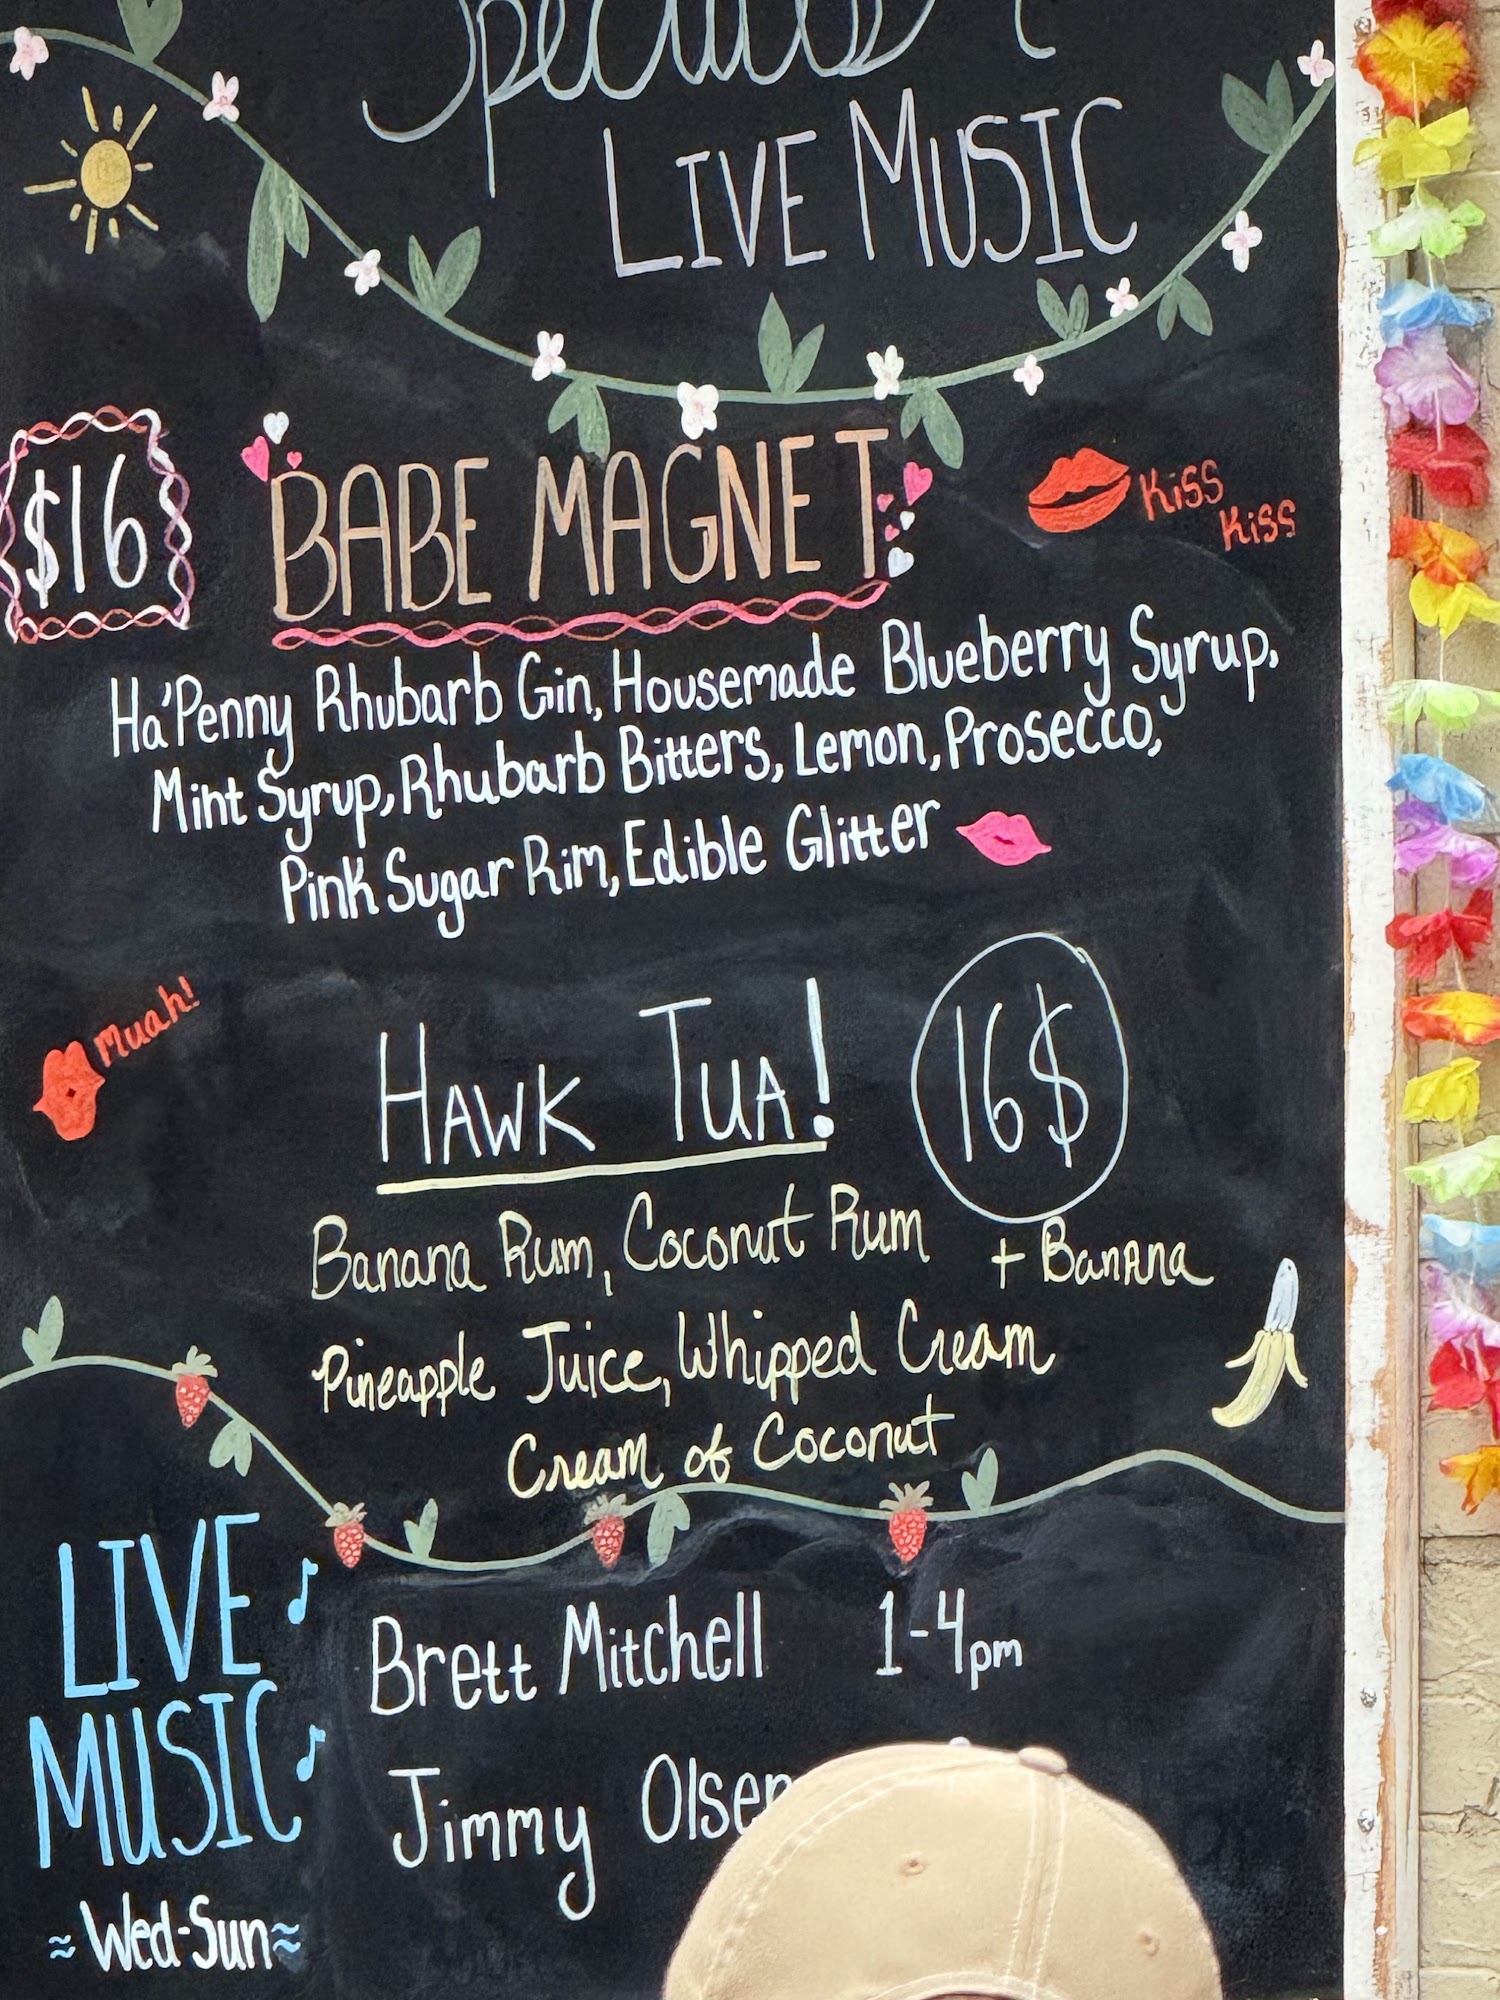 Specials &
LIVE MUSIC
$16
BABE MAGNET
Kiss
Kiss
Ha'Penny Rhubarb Gin, Housemade Blueberry Syrup,
Mint Syrup, Rhubarb Bitters, Lemon, Prosecco,
Pink Sugar Rim, Edible Glitter
Muah!
HAWK TUA!
16$
Banana Rum, Coconut Rum
+ Banana
Pineapple Juice, Whipped Cream
Cream of Coconut
LIVE
MUSIC
~Wed-Sun~
Brett Mitchell 1-4pm
Jimmy Olsen